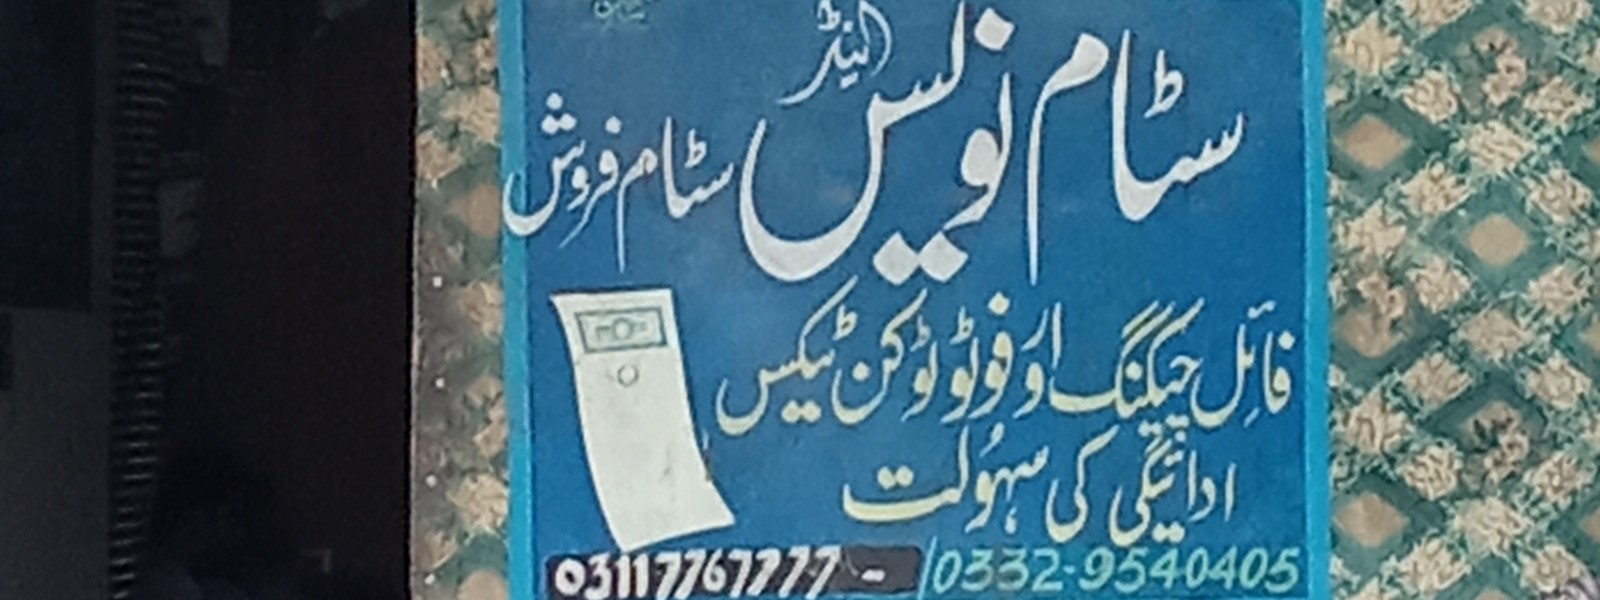 سٹام نویس اینڈ سٹام فروش
فائل چیکنگ اور فوٹو ٹوکن ٹیکس
ادائیگی کی سہولت
03117767777 - / 0332-9540405